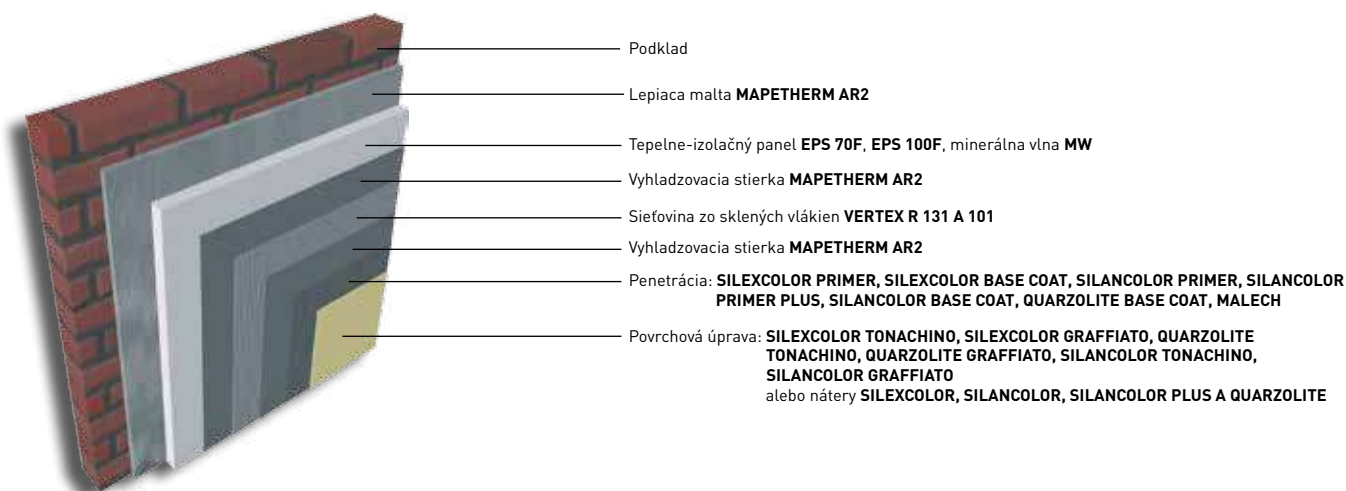 Podklad
Lepiaca malta MAPETHERM AR2
Tepelne-izolačný panel EPS 70F, EPS 100F, minerálna vlna MW
Vyhladzovacia stierka MAPETHERM AR2
Sieťovina zo sklených vlákien VERTEX R 131 A 101
Vyhladzovacia stierka MAPETHERM AR2
Penetrácia: SILEXCOLOR PRIMER, SILEXCOLOR BASE COAT, SILANCOLOR PRIMER, SILANCOLOR
PRIMER PLUS, SILANCOLOR BASE COAT, QUARZOLITE BASE COAT, MALECH
Povrchová úprava: SILEXCOLOR TONACHINO, SILEXCOLOR GRAFFIATO, QUARZOLITE
TONACHINO, QUARZOLITE GRAFFIATO, SILANCOLOR TONACHINO,
SILANCOLOR GRAFFIATO
alebo nátery SILEXCOLOR, SILANCOLOR, SILANCOLOR PLUS A QUARZOLITE